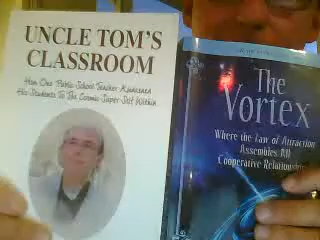 UNCLE TOM'S
CLASSROOM
How One Public School Teacher Awakened
His Students To The Cosmic Super Self Within
The
Vortex
Where the Law of Attraction
Assembles All
Cooperative Relationships